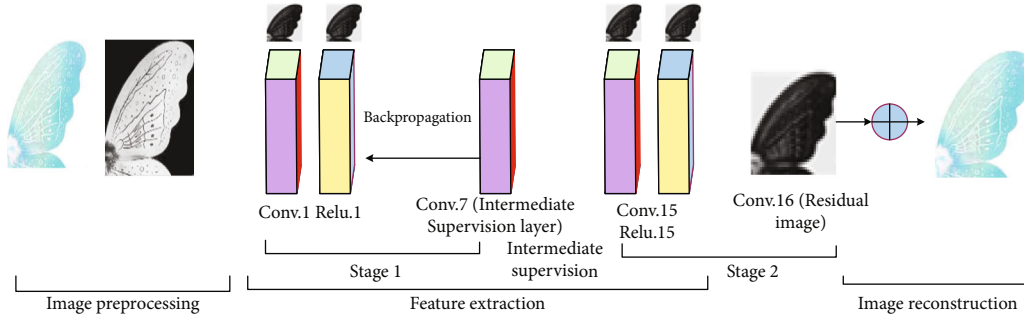 Backpropagation
Conv.1 Relu.1
Conv.7 (Intermediate
Supervision layer)
Conv.15
Relu.15
Conv.16 (Residual
image)
Stage 1
Intermediate
supervision
Stage 2
Image preprocessing
Feature extraction
Image reconstruction